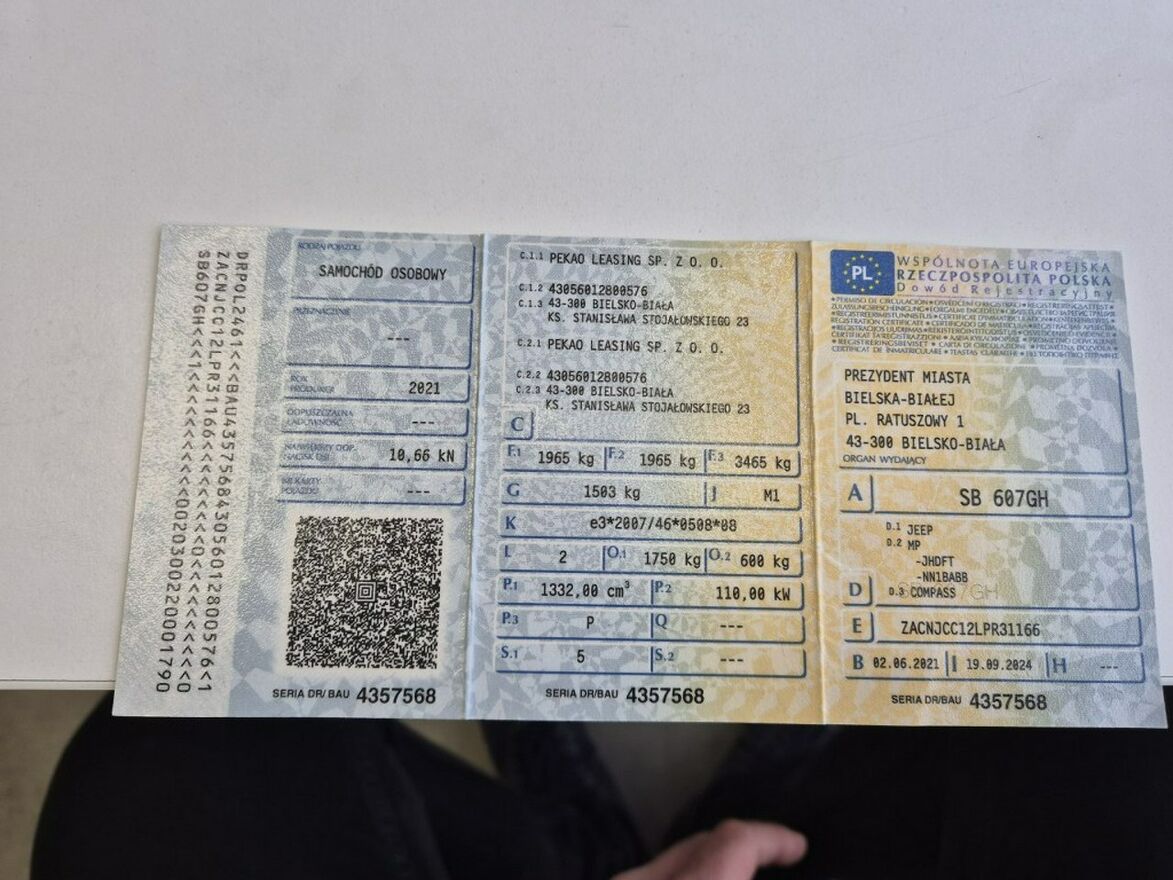 DRPOL2461<<BAU43575684305601280057​6<1
ZACNJCC12LPR31166<<<<<<<<<<<0<<<<<<<0
SB607GH<<<1<<<<<<<<<<<<<0020300220001790
RODZAJ POJAZDU
SAMOCHÓD OSOBOWY
PRZEZNACZENIE
---
ROK PRODUKCJI
2021
DOPUSZCZALNA ŁADOWNOŚĆ
---
NAJWIĘKSZY DOP. NACISK OSI
10,66 kN
NR KARTY POJAZDU
---
SERIA DR/BAU 4357568
C.1.1 PEKAO LEASING SP. Z O. O.
C.1.2 43056012800576
C.1.3 43-300 BIELSKO-BIAŁA
KS. STANISŁAWA STOJAŁOWSKIEGO 23
C.2.1 PEKAO LEASING SP. Z O. O.
C.2.2 43056012800576
C.2.3 43-300 BIELSKO-BIAŁA
KS. STANISŁAWA STOJAŁOWSKIEGO 23
C
F.1 1965 kg F.2 1965 kg F.3 3465 kg
G 1503 kg J M1
K e3*2007/46*0508*08
L 2 O.1 1750 kg O.2 600 kg
P.1 1332,00 cm³ P.2 110,00 kW
P.3 P Q ---
S.1 5 S.2 ---
SERIA DR/BAU 4357568
PL
WSPÓLNOTA EUROPEJSKA
RZECZPOSPOLITA POLSKA
Dowód Rejestracyjny
PREZYDENT MIASTA
BIELSKA-BIAŁEJ
PL. RATUSZOWY 1
43-300 BIELSKO-BIAŁA
ORGAN WYDAJĄCY
A SB 607GH
D.1 JEEP
D.2 MP
-JHDFT
-NN1BABB
D D.3 COMPASS
E ZACNJCC12LPR31166
B 02.06.2021 I 19.09.2024 H ---
SERIA DR/BAU 4357568